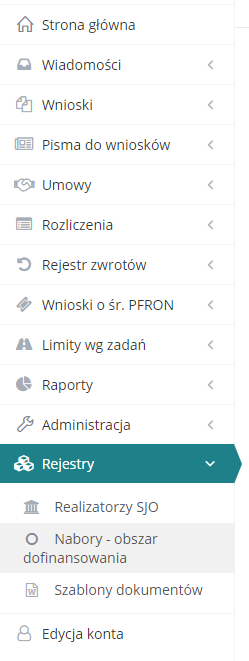 Strona główna
Wiadomości
Wnioski
Pisma do wniosków
Umowy
Rozliczenia
Rejestr zwrotów
Wnioski o śr. PFRON
Limity wg zadań
Raporty
Administracja
Rejestry
Realizatorzy SJO
Nabory - obszar
dofinansowania
Szablony dokumentów
Edycja konta